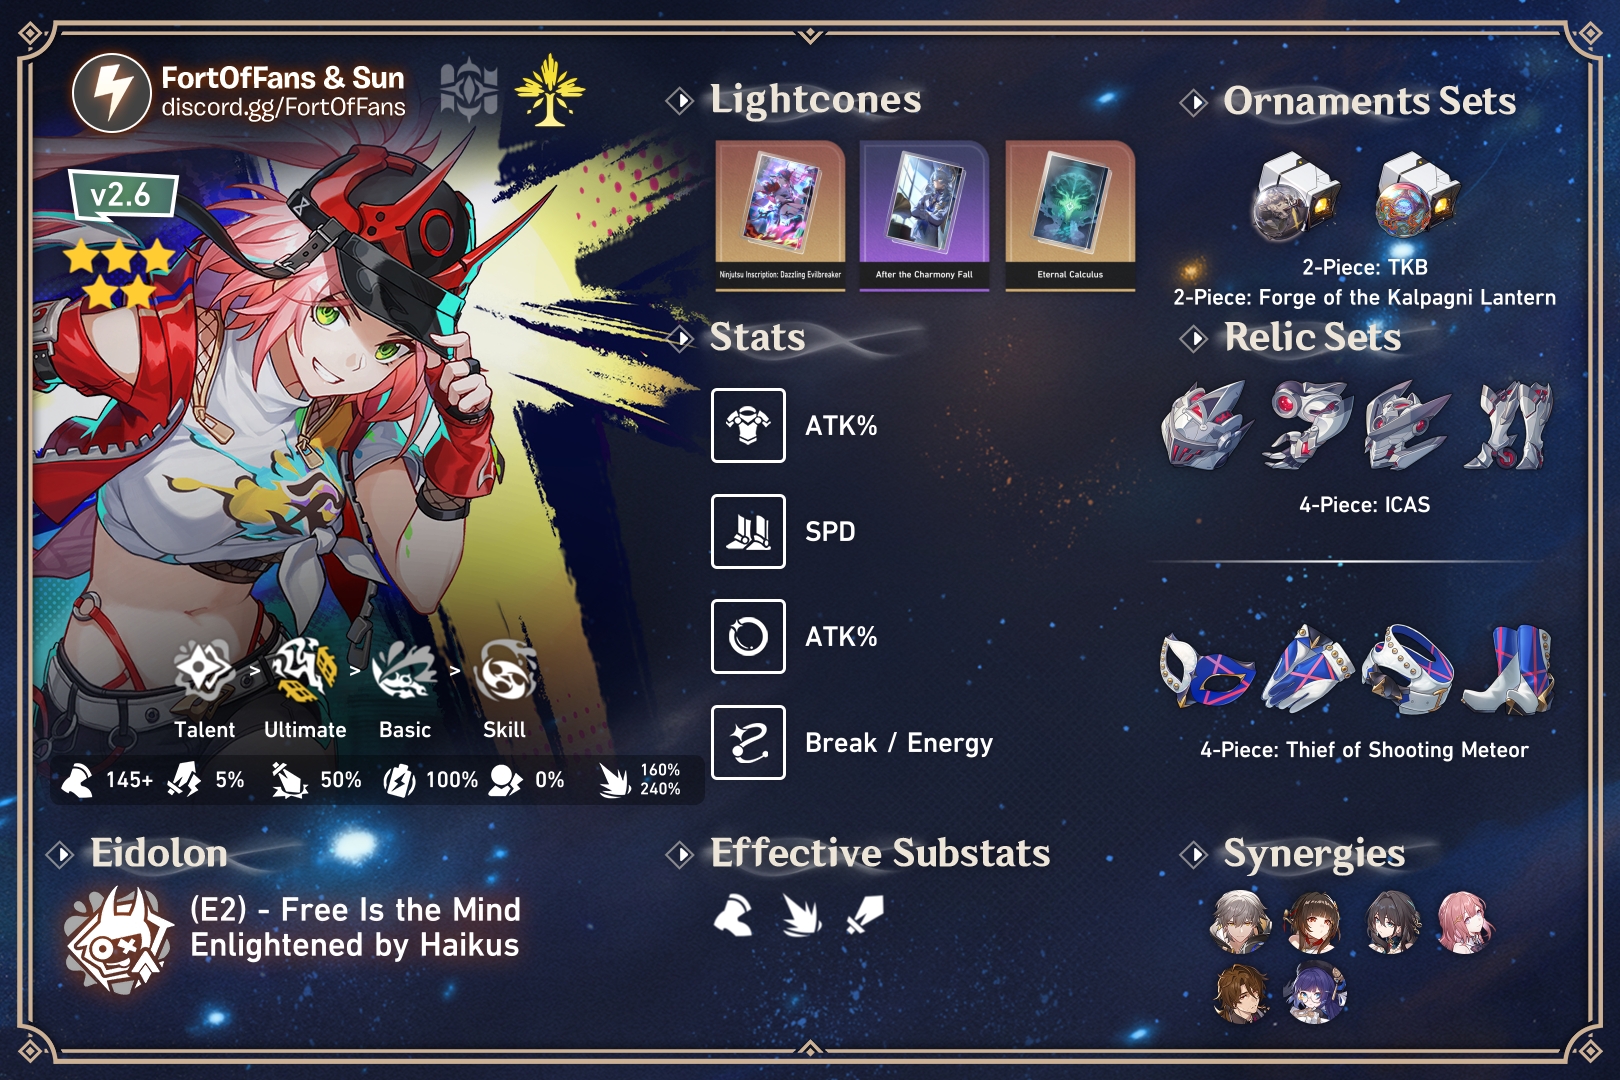 FortOfFans & Sun
discord.gg/FortOfFans
v2.6
Talent > Ultimate > Basic > Skill
145+ 5% 50% 100% 0% 160%
240%
Eidolon
(E2) - Free Is the Mind
Enlightened by Haikus
Lightcones
Ninjutsu Inscription: Dazzling Evilbreaker
After the Charmony Fall
Eternal Calculus
Stats
ATK%
SPD
ATK%
Break / Energy
Effective Substats
Ornaments Sets
2-Piece: TKB
2-Piece: Forge of the Kalpagni Lantern
Relic Sets
4-Piece: ICAS
4-Piece: Thief of Shooting Meteor
Synergies